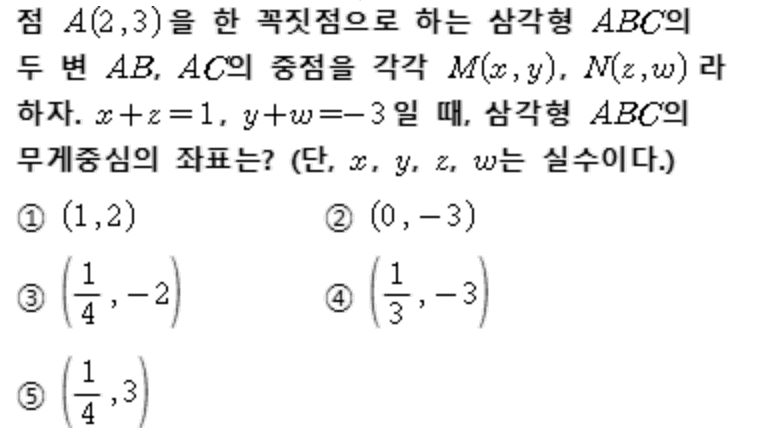 점 A(2,3)을 한 꼭짓점으로 하는 삼각형 ABC의
두 변 AB, AC의 중점을 각각 M(x,y), N(z,w)라
하자. x+z=1, y+w=-3일 때, 삼각형 ABC의
무게중심의 좌표는? (단, x, y, z, w는 실수이다.)
① (1,2) ② (0,-3)
③ (1/4,-2) ④ (1/3,-3)
⑤ (1/4,3)